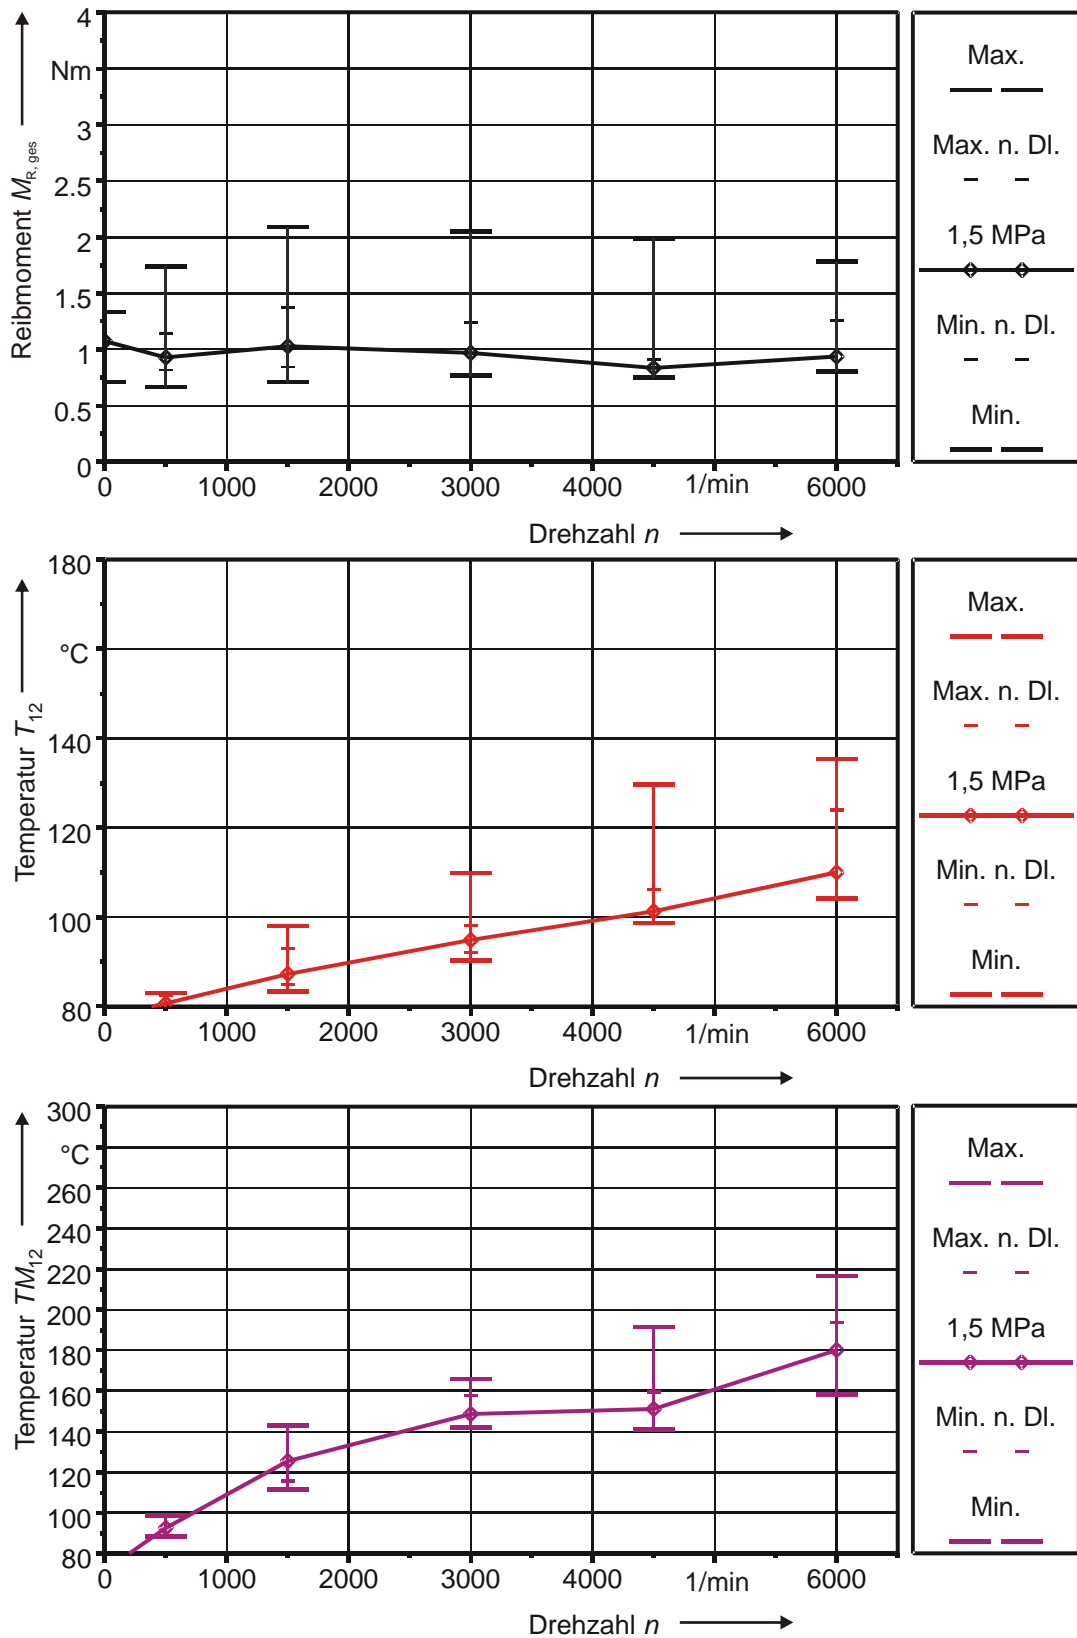 Reibmoment M R, ges
4
Nm
3
2.5
2
1.5
1
0.5
0
0 1000 2000 3000 4000 1/min 6000
Drehzahl n
Max.
Max. n. Dl.
1,5 MPa
Min. n. Dl.
Min.
Temperatur T 12
180
°C
140
120
100
80
0 1000 2000 3000 4000 1/min 6000
Drehzahl n
Max.
Max. n. Dl.
1,5 MPa
Min. n. Dl.
Min.
Temperatur TM 12
300
°C
260
240
220
200
180
160
140
120
100
80
0 1000 2000 3000 4000 1/min 6000
Drehzahl n
Max.
Max. n. Dl.
1,5 MPa
Min. n. Dl.
Min.